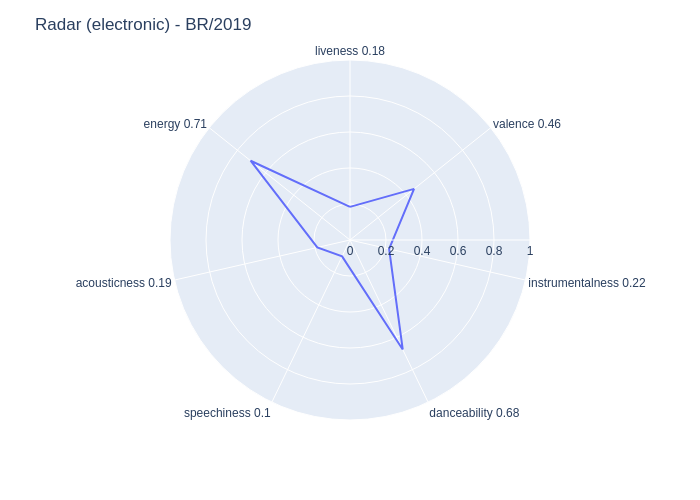 Radar (electronic) - BR/2019
liveness 0.18
energy 0.71
valence 0.46
0 0.2 0.4 0.6 0.8 1
acousticness 0.19
instrumentalness 0.22
speechiness 0.1
danceability 0.68